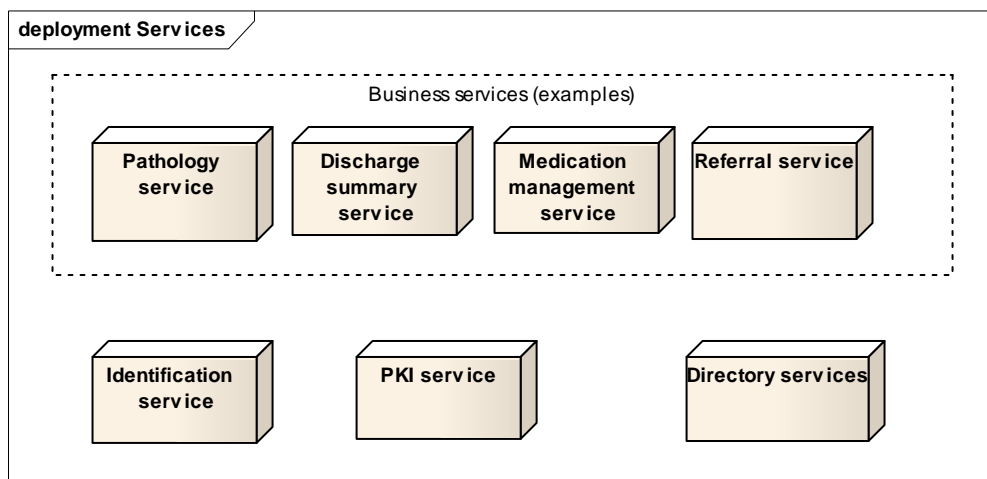 deployment Services
Business services (examples)
Pathology
service
Discharge
summary
service
Medication
management
service
Referral service
Identification
service
PKI service
Directory services